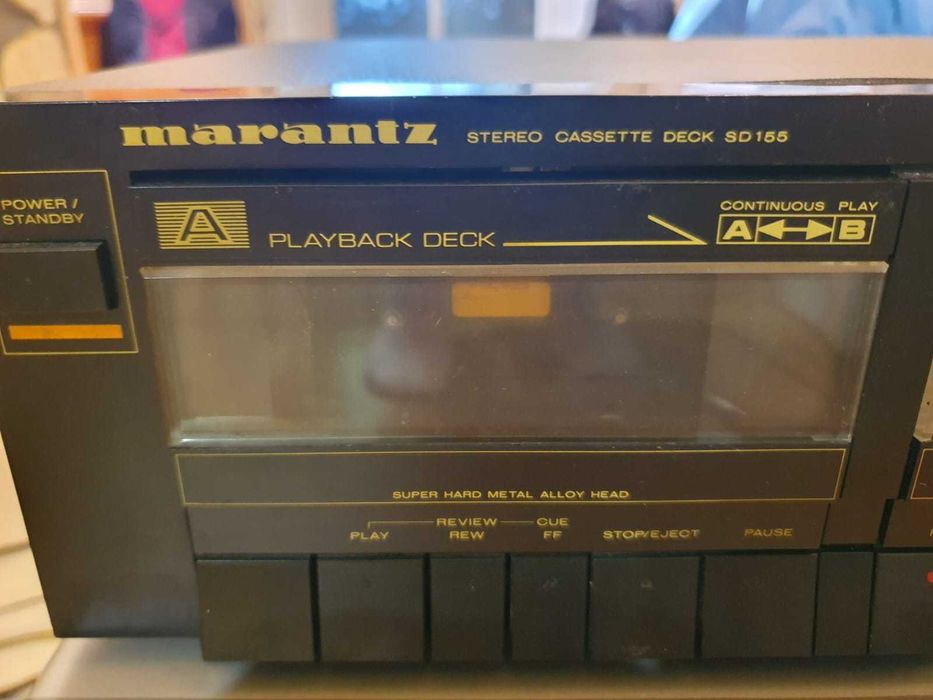 marantz STEREO CASSETTE DECK SD155
POWER /
STANDBY
A PLAYBACK DECK
CONTINUOUS PLAY
A B
SUPER HARD METAL ALLOY HEAD
REVIEW CUE
PLAY REW FF STOP/EJECT PAUSE